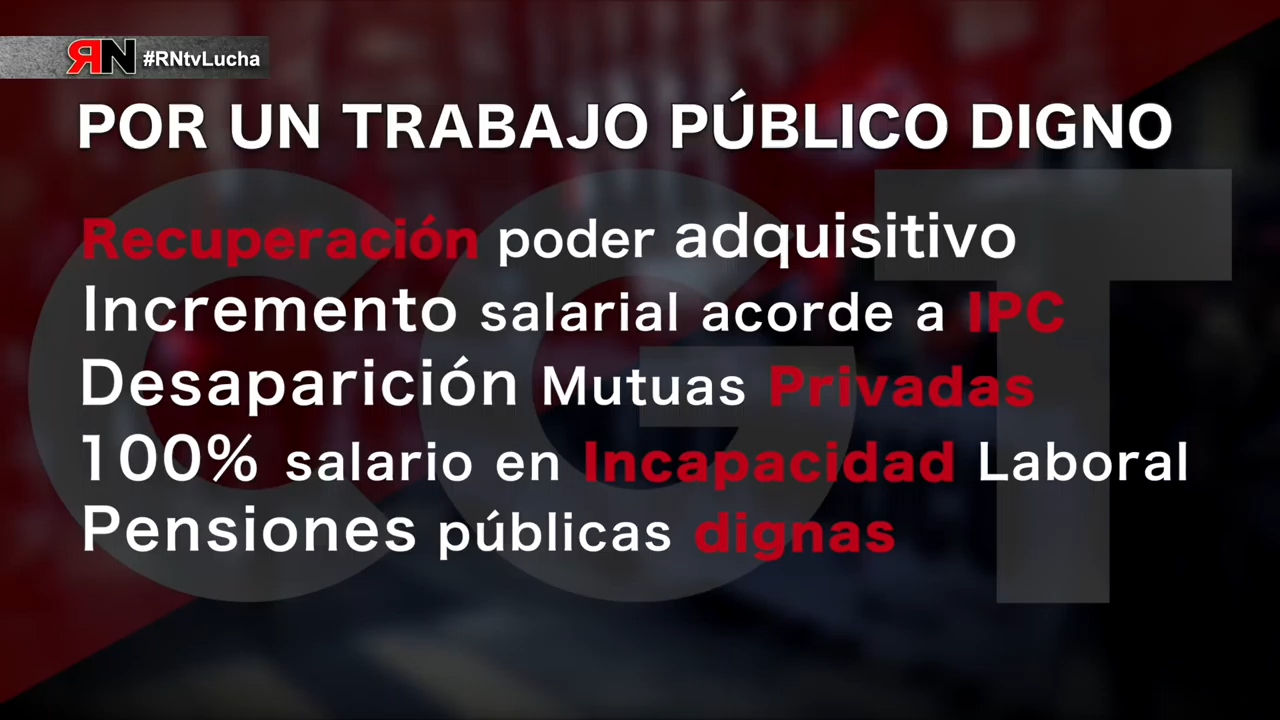 RN #RNtvLucha
POR UN TRABAJO PÚBLICO DIGNO
CGT
Recuperación poder adquisitivo
Incremento salarial acorde a IPC
Desaparición Mutuas Privadas
100% salario en Incapacidad Laboral
Pensiones públicas dignas